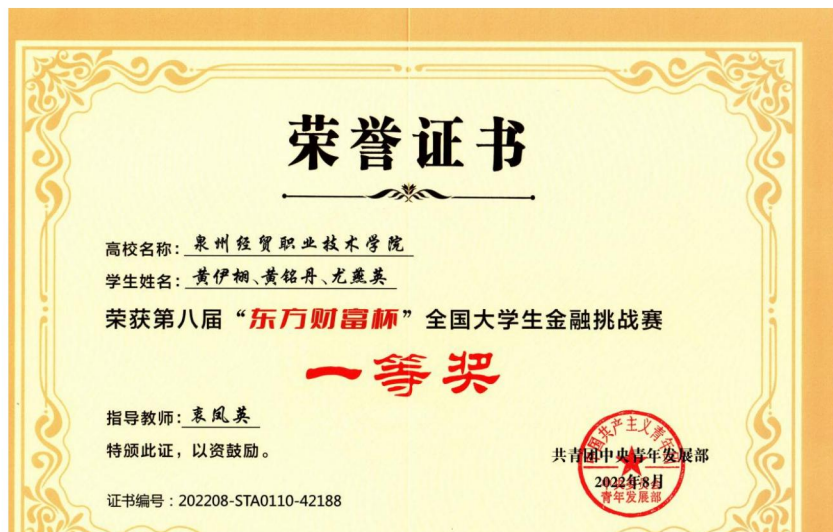 荣誉证书
高校名称：泉州经贸职业技术学院
学生姓名：黄伊栅、黄铭丹、尤燕英
荣获第八届“东方财富杯”全国大学生金融挑战赛
一等奖
指导教师：袁凤英
特颁此证，以资鼓励。
共青团中央青年发展部
2022年8月
青年发展部
证书编号：202208-STA0110-42188